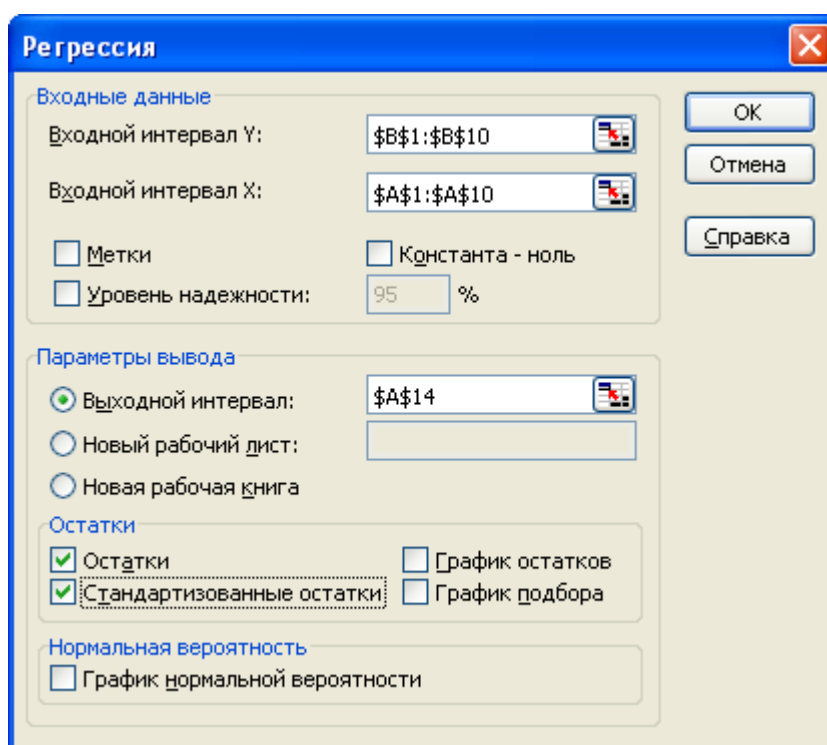 Регрессия
Входные данные
Входной интервал Y: $B$1:$B$10
Входной интервал X: $A$1:$A$10
Метки Константа - ноль
Уровень надежности: 95 %
ОК
Отмена
Справка
Параметры вывода
Выходной интервал: $A$14
Новый рабочий лист:
Новая рабочая книга
Остатки
Остатки График остатков
Стандартизованные остатки График подбора
Нормальная вероятность
График нормальной вероятности